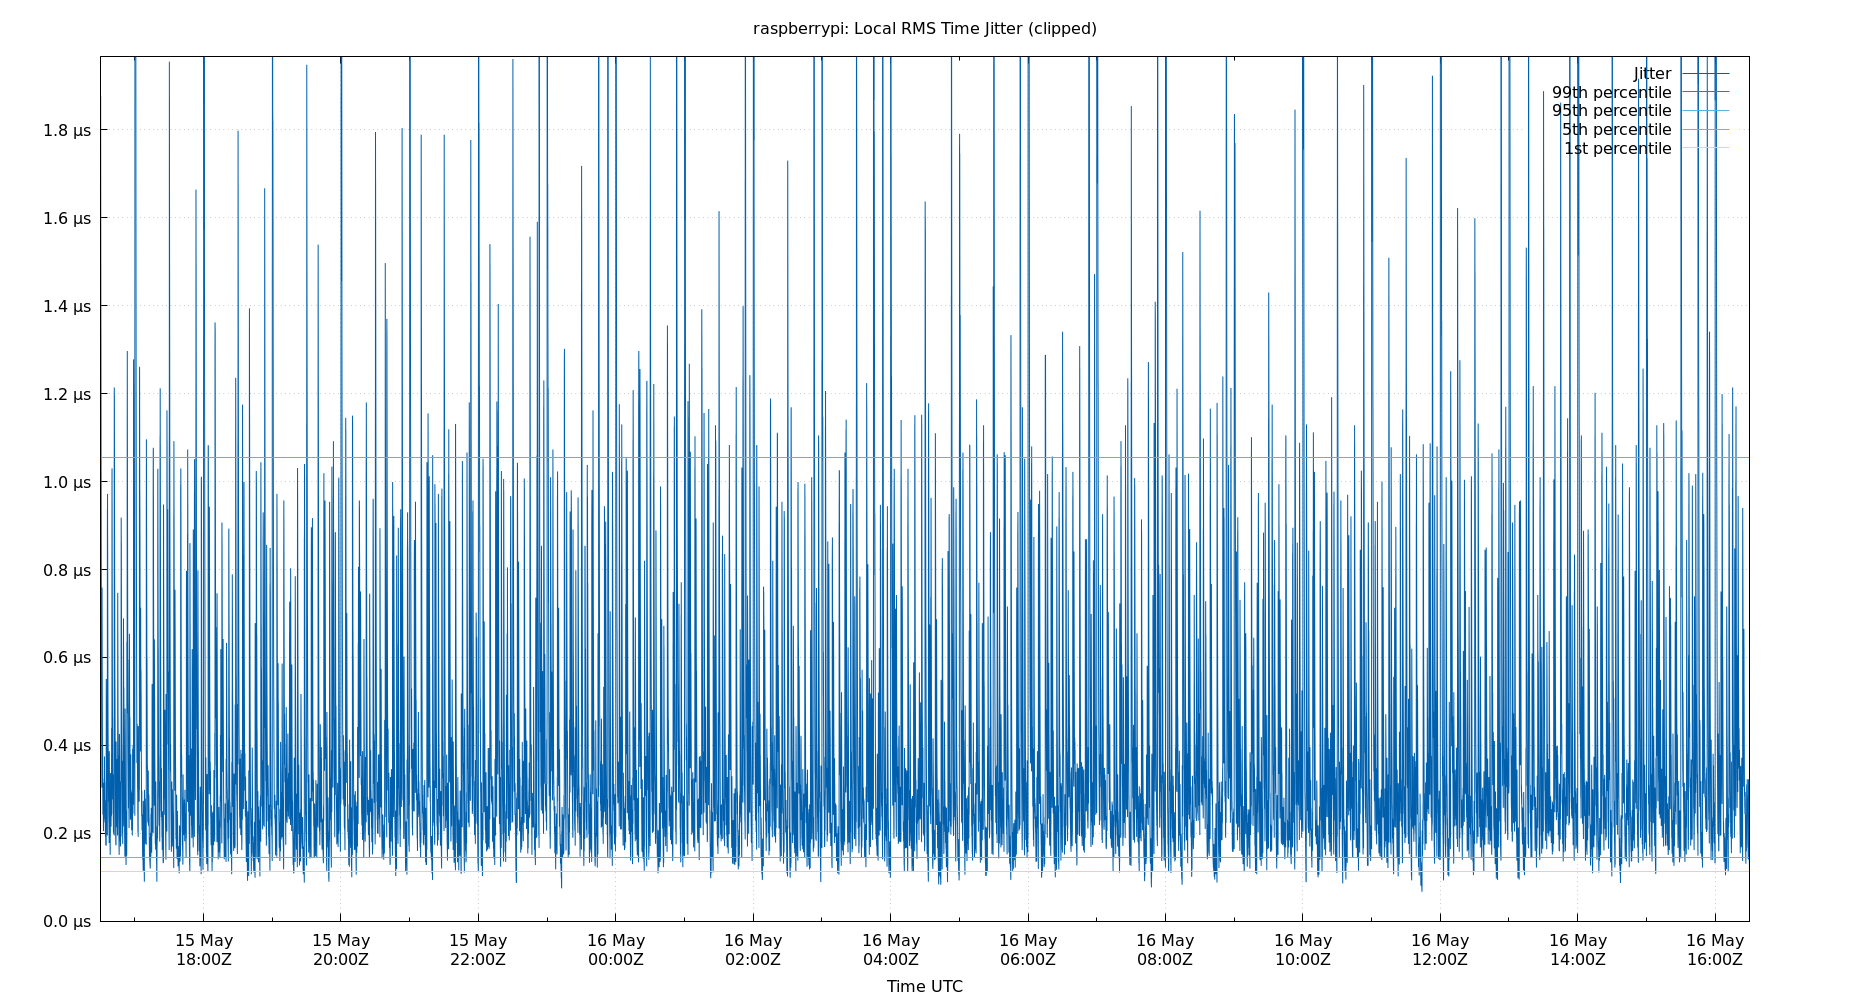 raspberrypi: Local RMS Time Jitter (clipped)
Jitter
99th percentile
95th percentile
5th percentile
1st percentile
1.8 µs
1.6 µs
1.4 µs
1.2 µs
1.0 µs
0.8 µs
0.6 µs
0.4 µs
0.2 µs
0.0 µs
15 May 15 May 15 May 16 May 16 May 16 May 16 May 16 May 16 May 16 May 16 May 16 May
18:00Z 20:00Z 22:00Z 00:00Z 02:00Z 04:00Z 06:00Z 08:00Z 10:00Z 12:00Z 14:00Z 16:00Z
Time UTC